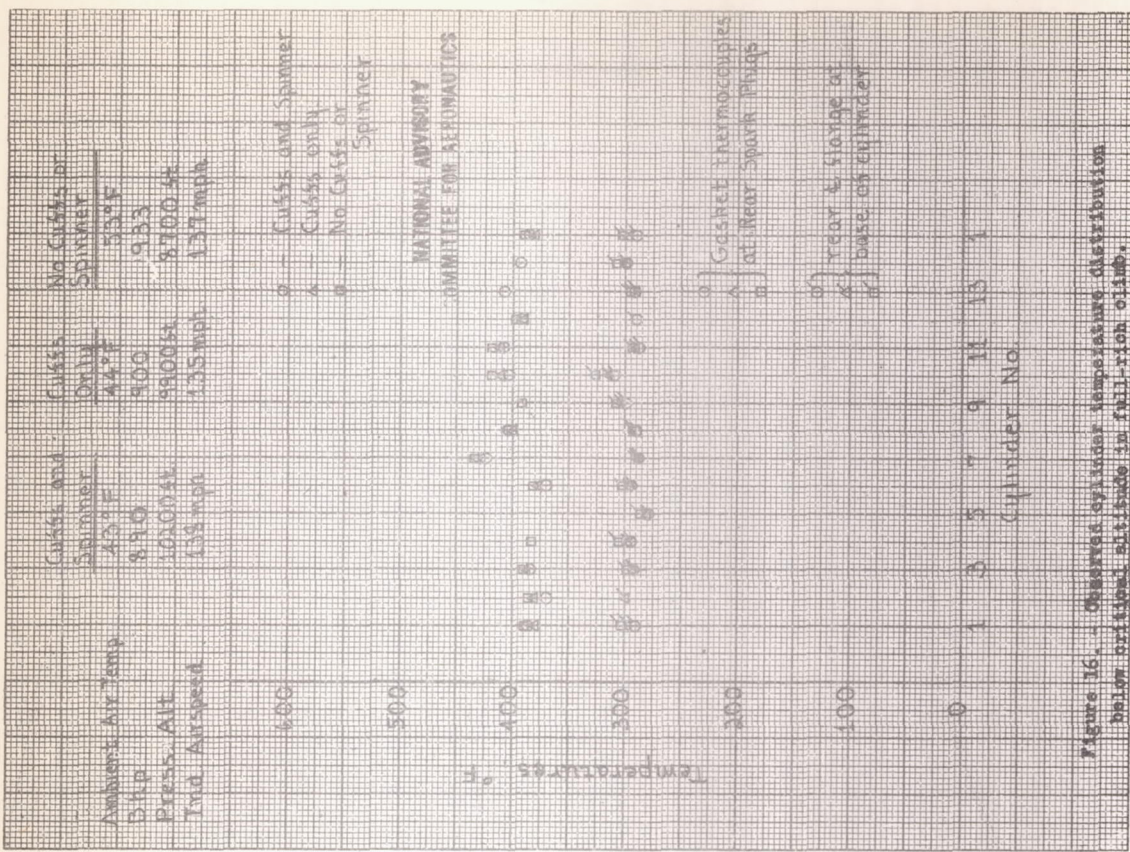 Cuffs and Cuffs No Cuffs or
Spinner Only Spinner
Ambient Air Temp 43°F 44°F 53°F
Bhp 890 900 933
Press. Alt. 10200 ft 9900 ft 8700 ft
Ind Airspeed 138 mph 135 mph 137 mph
600
Cuffs and Spinner
Cuffs only
No Cuffs or
Spinner
500
NATIONAL ADVISORY
COMMITTEE FOR AERONAUTICS
400
Temperatures °F
300
Gasket thermocouples
at Rear Spark Plugs
200
rear flange at
base of cylinder
100
0
1 3 5 7 9 11 13 1
Cylinder No.
Figure 16. - Observed cylinder temperature distribution
below critical altitude in full-rich climb.